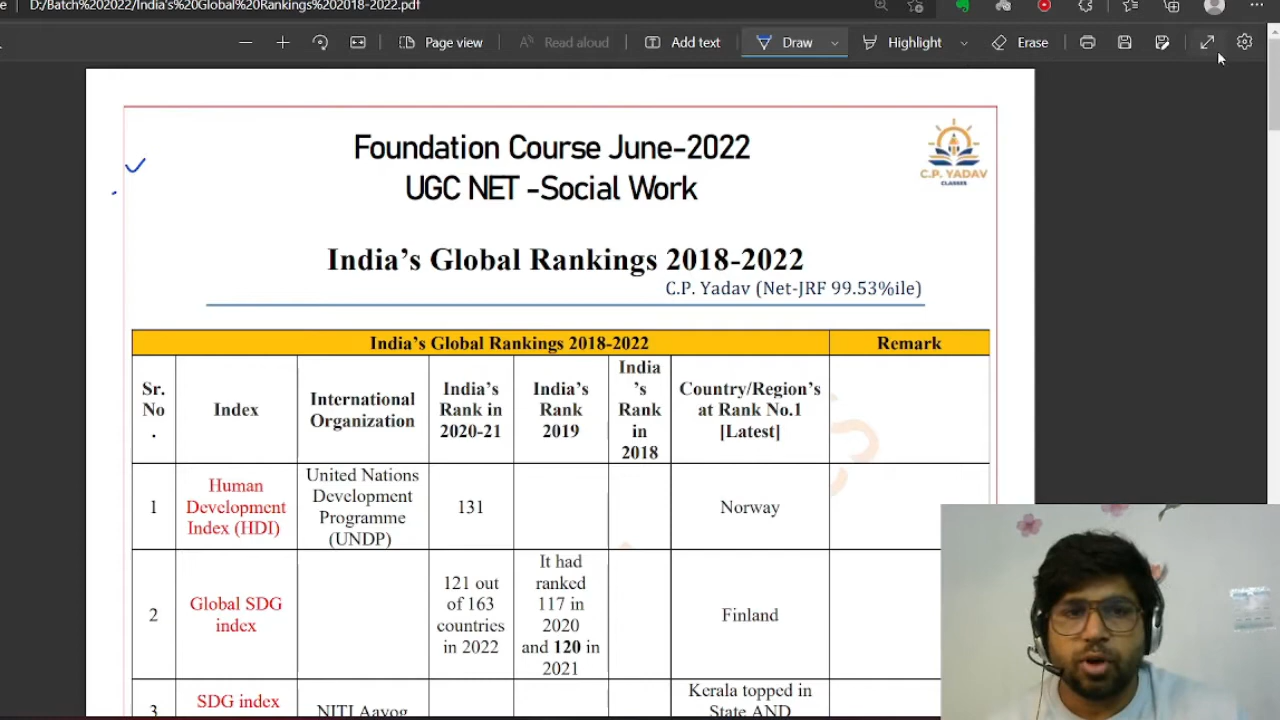 D:/Batch%202022/India's%20Global%20Rankings%202018-2022.pdf
Page view
Read aloud
Add text
Draw
Highlight
Erase
Foundation Course June-2022
UGC NET -Social Work
C.P. YADAV
CLASSES
India's Global Rankings 2018-2022
C.P. Yadav (Net-JRF 99.53%ile)
India's Global Rankings 2018-2022
Remark
Sr.
No
.
Index
International
Organization
India's
Rank in
2020-21
India's
Rank
2019
India
's
Rank
in
2018
Country/Region's
at Rank No.1
[Latest]
1
Human
Development
Index (HDI)
United Nations
Development
Programme
(UNDP)
131
Norway
2
Global SDG
index
121 out
of 163
countries
in 2022
It had
ranked
117 in
2020
and 120 in
2021
Finland
3
SDG index
NITI Aayog
Kerala topped in
State AND